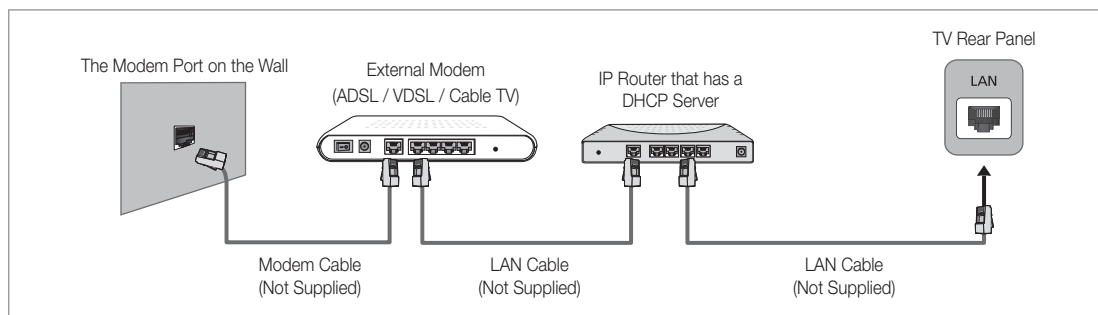 The Modem Port on the Wall
External Modem
(ADSL / VDSL / Cable TV)
IP Router that has a
DHCP Server
TV Rear Panel
LAN
Modem Cable
(Not Supplied)
LAN Cable
(Not Supplied)
LAN Cable
(Not Supplied)